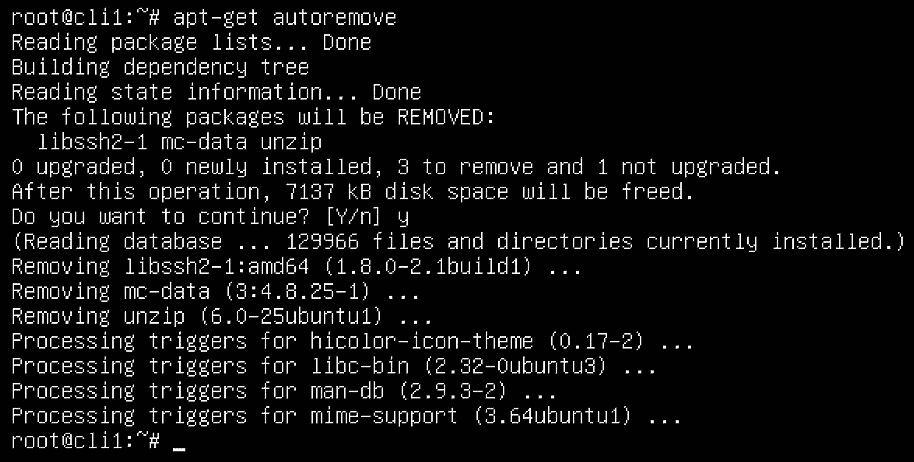 root@cli1:~# apt-get autoremove
Reading package lists... Done
Building dependency tree
Reading state information... Done
The following packages will be REMOVED:
  libssh2-1 mc-data unzip
0 upgraded, 0 newly installed, 3 to remove and 1 not upgraded.
After this operation, 7137 kB disk space will be freed.
Do you want to continue? [Y/n] y
(Reading database ... 129966 files and directories currently installed.)
Removing libssh2-1:amd64 (1.8.0-2.1build1) ...
Removing mc-data (3:4.8.25-1) ...
Removing unzip (6.0-25ubuntu1) ...
Processing triggers for hicolor-icon-theme (0.17-2) ...
Processing triggers for libc-bin (2.32-0ubuntu3) ...
Processing triggers for man-db (2.9.3-2) ...
Processing triggers for mime-support (3.64ubuntu1) ...
root@cli1:~# _